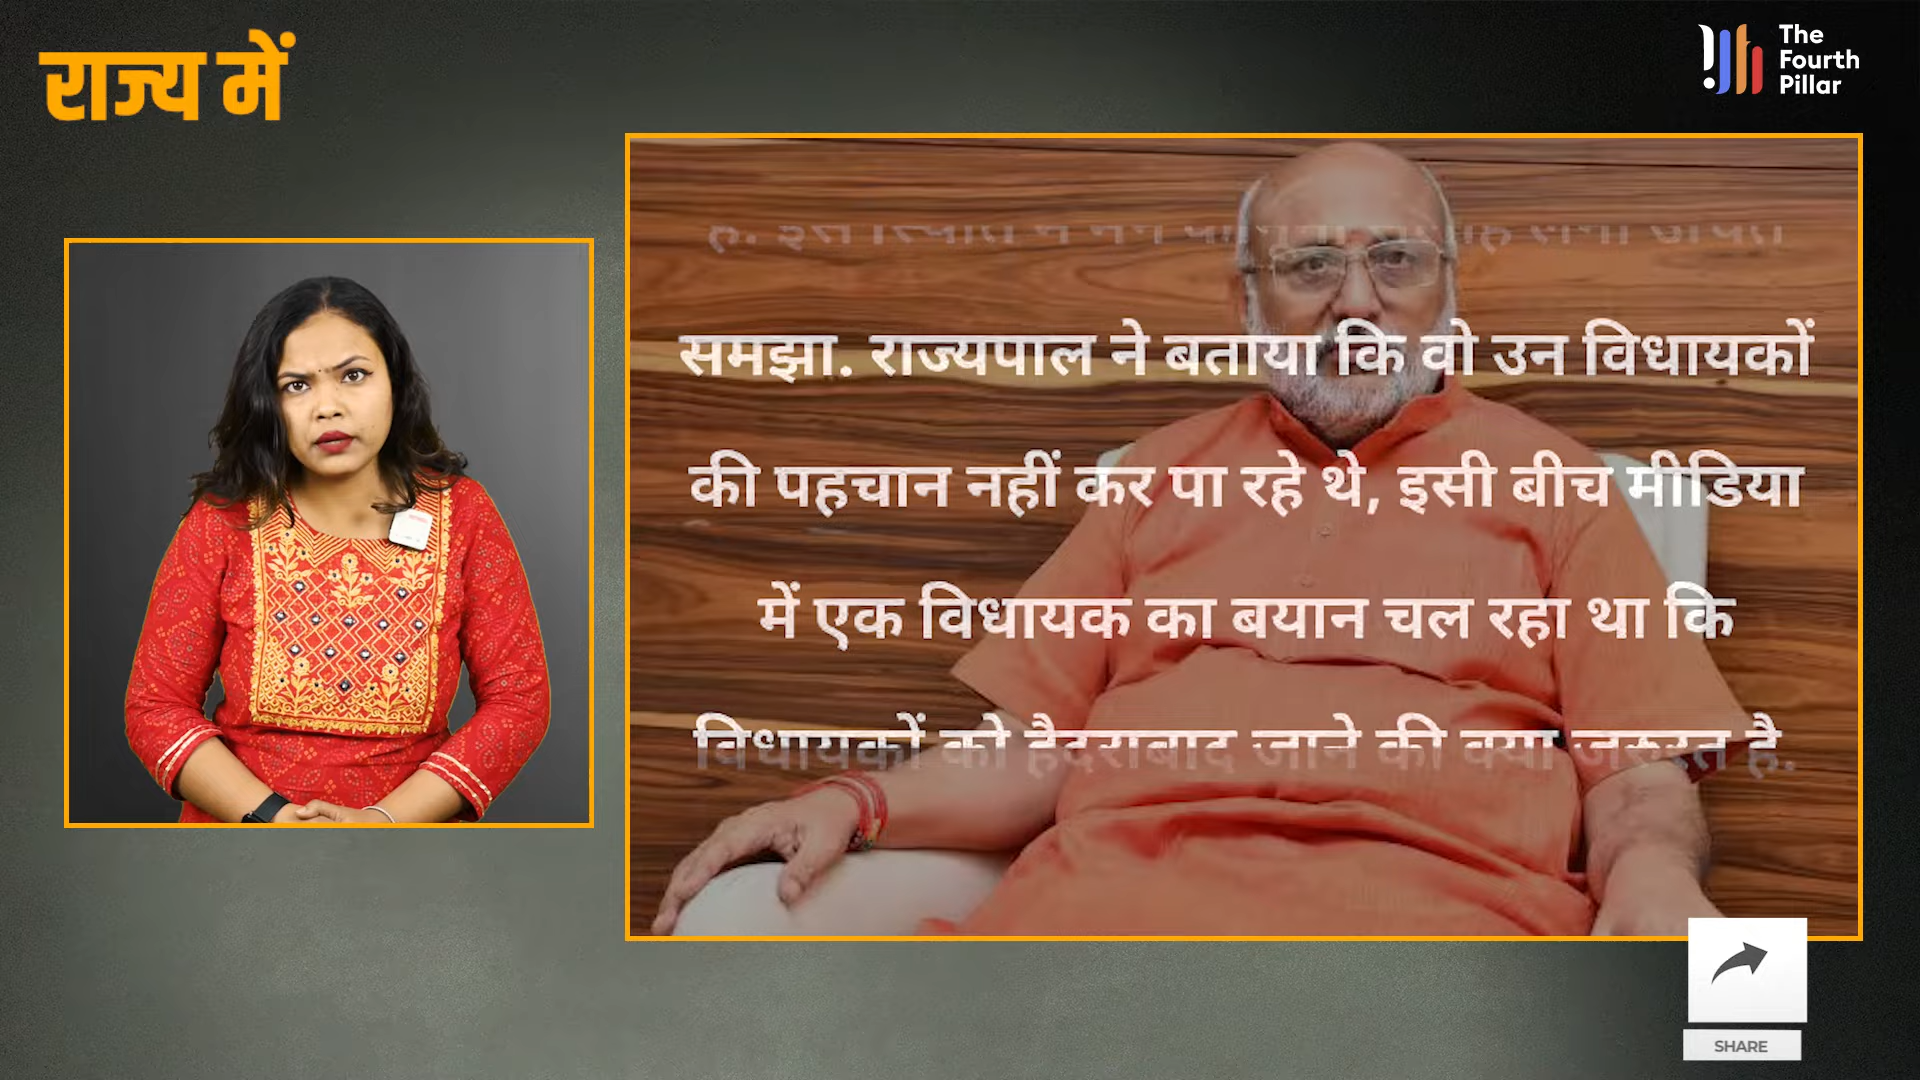 राज्य में
The
Fourth
Pillar
समझा. राज्यपाल ने बताया कि वो उन विधायकों
की पहचान नहीं कर पा रहे थे, इसी बीच मीडिया
में एक विधायक का बयान चल रहा था कि
विधायकों को हैदराबाद जाने की क्या जरूरत है.
SHARE